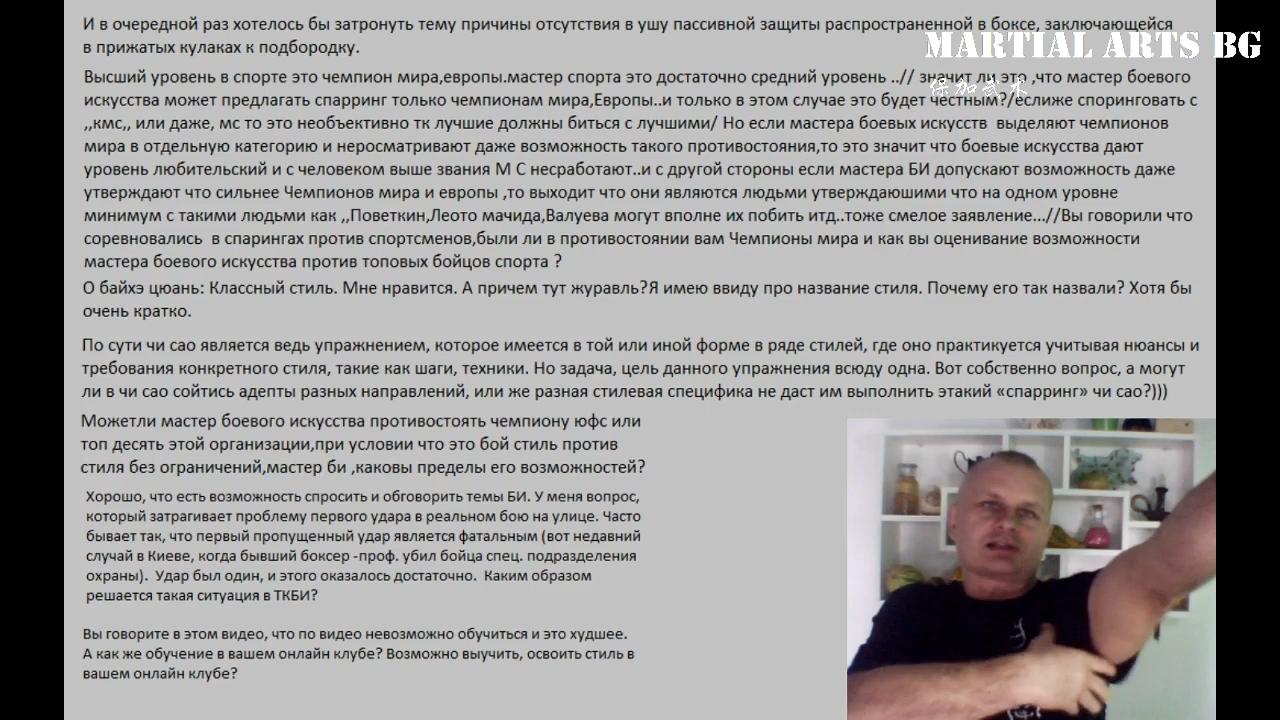 И в очередной раз хотелось бы затронуть тему причины отсутствия в ушу пассивной защиты распространенной в боксе, заключающейся
в прижатых кулаках к подбородку.
MARTIAL ARTS BG
保加武术
Высший уровень в спорте это чемпион мира,европы.мастер спорта это достаточно средний уровень ..// значит ли это ,что мастер боевого
искусства может предлагать спарринг только чемпионам мира,Европы..и только в этом случае это будет честным?/еслиже споринговать с
,,кмс,, или даже, мс то это необъективно тк лучшие должны биться с лучшими/ Но если мастера боевых искусств выделяют чемпионов
мира в отдельную категорию и неросматривают даже возможность такого противостояния,то это значит что боевые искусства дают
уровень любительский и с человеком выше звания М С несработают..и с другой стороны если мастера БИ допускают возможность даже
утверждают что сильнее Чемпионов мира и европы ,то выходит что они являются людьми утверждаюшими что на одном уровне
минимум с такими людьми как ,,Поветкин,Леото мачида,Валуева могут вполне их побить итд..тоже смелое заявление...//Вы говорили что
соревновались в спарингах против спортсменов,были ли в противостоянии вам Чемпионы мира и как вы оценивание возможности
мастера боевого искусства против топовых бойцов спорта ?
О байхэ цюань: Классный стиль. Мне нравится. А причем тут журавль?Я имею ввиду про название стиля. Почему его так назвали? Хотя бы
очень кратко.
По сути чи сао является ведь упражнением, которое имеется в той или иной форме в ряде стилей, где оно практикуется учитывая нюансы и
требования конкретного стиля, такие как шаги, техники. Но задача, цель данного упражнения всюду одна. Вот собственно вопрос, а могут
ли в чи сао сойтись адепты разных направлений, или же разная стилевая специфика не даст им выполнить этакий «спарринг» чи сао?)))
Можетли мастер боевого искусства противостоять чемпиону юфс или
топ десять этой организации,при условии что это бой стиль против
стиля без ограничений,мастер би ,каковы пределы его возможностей?
Хорошо, что есть возможность спросить и обговорить темы БИ. У меня вопрос,
который затрагивает проблему первого удара в реальном бою на улице. Часто
бывает так, что первый пропущенный удар является фатальным (вот недавний
случай в Киеве, когда бывший боксер -проф. убил бойца спец. подразделения
охраны). Удар был один, и этого оказалось достаточно. Каким образом
решается такая ситуация в ТКБИ?
Вы говорите в этом видео, что по видео невозможно обучиться и это худшее.
А как же обучение в вашем онлайн клубе? Возможно выучить, освоить стиль в
вашем онлайн клубе?